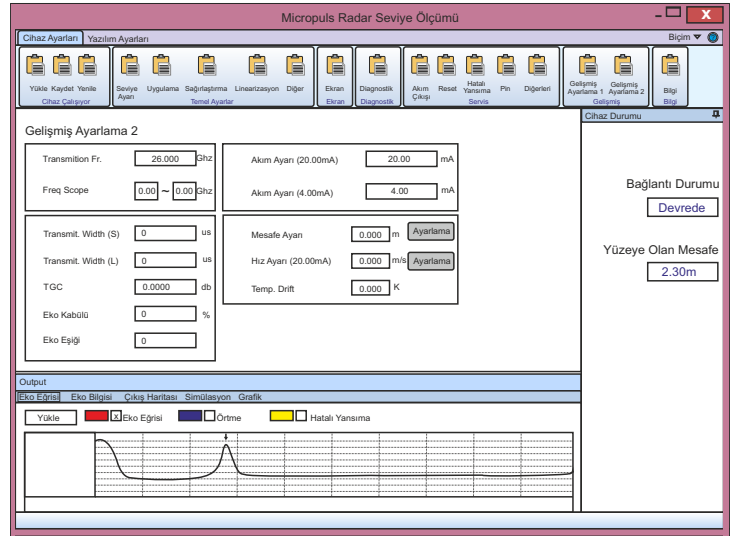 Micropuls Radar Seviye Ölçümü
X
Cihaz Ayarları Yazılım Ayarları Biçim
Yükle Kaydet Yenile
Cihaz Çalışıyor
Seviye Ayarı Uygulama Sağırlaştırma Linearizasyon Diğer
Temel Ayarlar
Ekran
Ekran
Diagnostik
Diagnostik
Akım Çıkışı Reset Hatalı Yansıma Pin Diğerleri
Servis
Gelişmiş Ayarlama 1 Gelişmiş Ayarlama 2
Gelişmiş
Bilgi
Bilgi
Cihaz Durumu
Gelişmiş Ayarlama 2
Transmition Fr. 26.000 Ghz
Freq Scope 0.00 ~ 0.00 Ghz
Akım Ayarı (20.00mA) 20.00 mA
Akım Ayarı (4.00mA) 4.00 mA
Transmit. Width (S) 0 us
Transmit. Width (L) 0 us
TGC 0.0000 db
Eko Kabülü 0 %
Eko Eşiği 0
Mesafe Ayarı 0.000 m Ayarlama
Hız Ayarı (20.00mA) 0.000 m/s Ayarlama
Temp. Drift 0.000 K
Bağlantı Durumu
Devrede
Yüzeye Olan Mesafe
2.30m
Output
Eko Eğrisi Eko Bilgisi Çıkış Haritası Simülasyon Grafik
Yükle X Eko Eğrisi Örtme Hatalı Yansıma